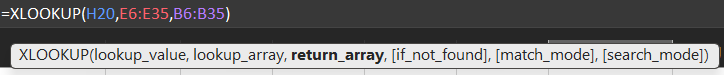 =XLOOKUP(H20,E6:E35,B6:B35)
XLOOKUP(lookup_value, lookup_array, return_array, [if_not_found], [match_mode], [search_mode])